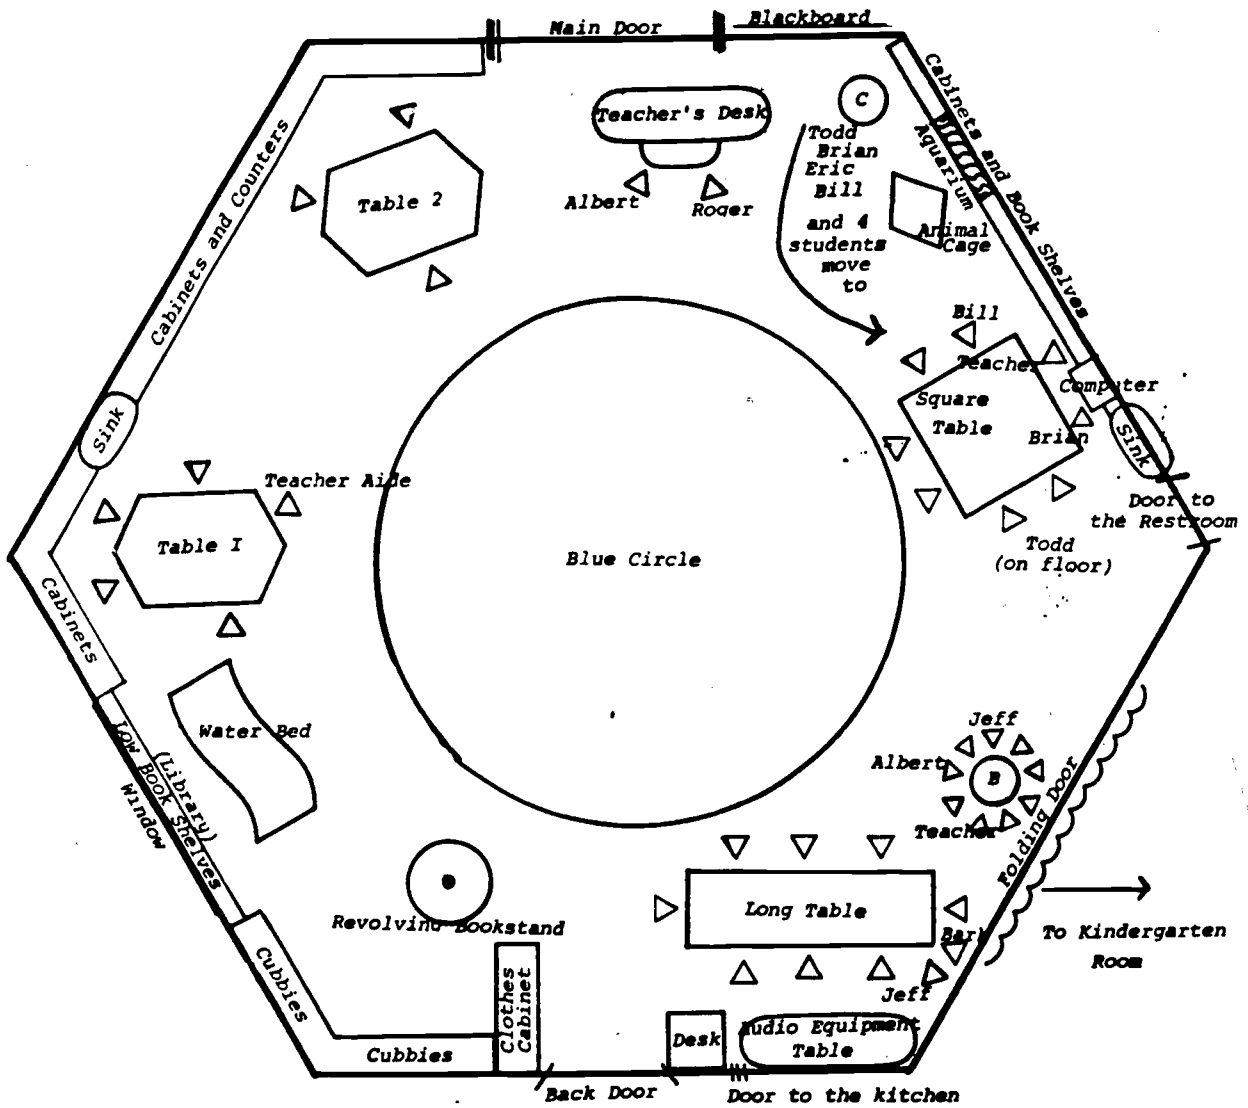 Main Door
Blackboard
Teacher's Desk
C
Cabinets and Book Shelves
Aquarium
Todd
Brian
Eric
Bill
and 4
students
move
to
Albert
Roger
Animal
Cage
Table 2
Cabinets and Counters
Bill
Teacher
Computer
Square
Table
Brian
Sink
Sink
Door to
the Restroom
Todd
(on floor)
Teacher Aide
Table I
Blue Circle
Cabinets
Water Bed
(Library)
Low Book Shelves
Window
Jeff
Albert
B
Teacher
Folding Door
Long Table
To Kindergarten
Room
Jeff
Revolving Bookstand
Cubbies
Clothes
Cabinet
Cubbies
Desk
Audio Equipment
Table
Back Door
Door to the kitchen